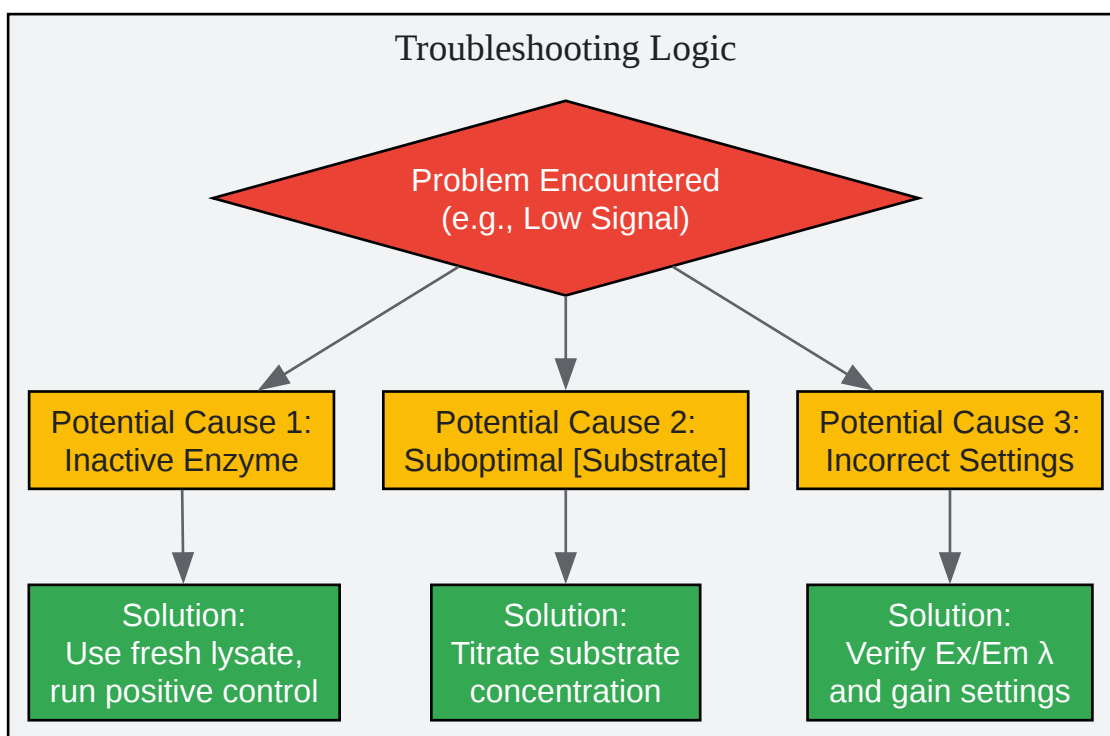 Troubleshooting Logic
Problem Encountered
(e.g., Low Signal)
Potential Cause 1:
Inactive Enzyme
Potential Cause 2:
Suboptimal [Substrate]
Potential Cause 3:
Incorrect Settings
Solution:
Use fresh lysate,
run positive control
Solution:
Titrate substrate
concentration
Solution:
Verify Ex/Em λ
and gain settings